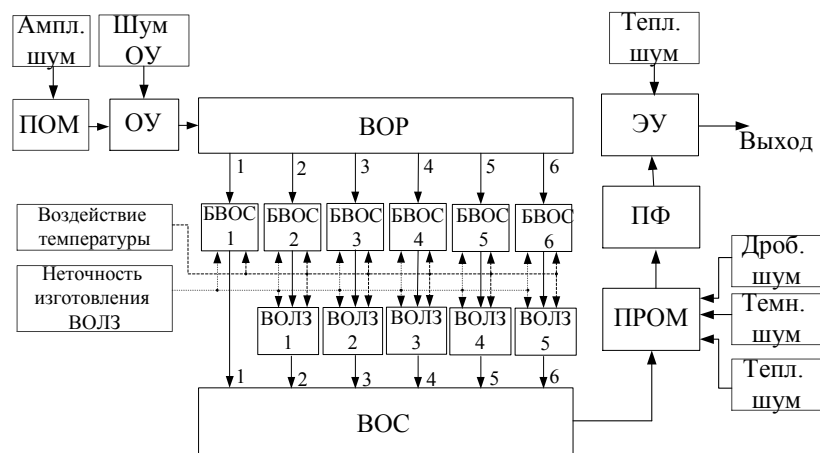 Ампл.
шум
Шум
ОУ
Тепл.
шум
ПОМ
ОУ
ВОР
ЭУ
Выход
1
2
3
4
5
6
БВОС
1
БВОС
2
БВОС
3
БВОС
4
БВОС
5
БВОС
6
ПФ
Воздействие
температуры
Неточность
изготовления
ВОЛЗ
Дроб.
шум
ВОЛЗ
1
ВОЛЗ
2
ВОЛЗ
3
ВОЛЗ
4
ВОЛЗ
5
ПРОМ
Темн.
шум
Тепл.
шум
1
2
3
4
5
6
ВОС